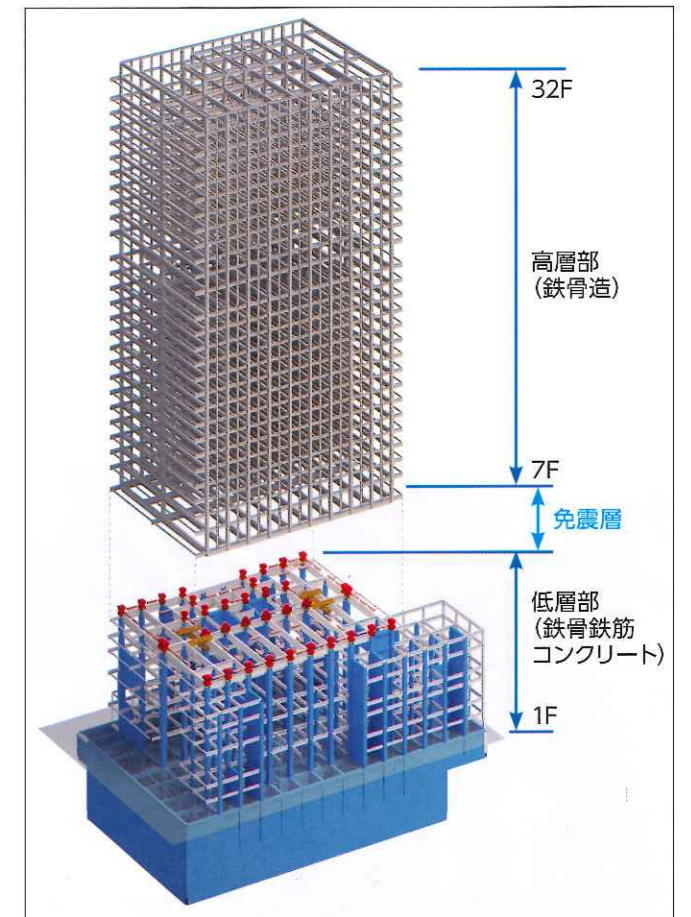 32F
高層部
（鉄骨造）
7F
免震層
低層部
（鉄骨鉄筋
コンクリート）
1F